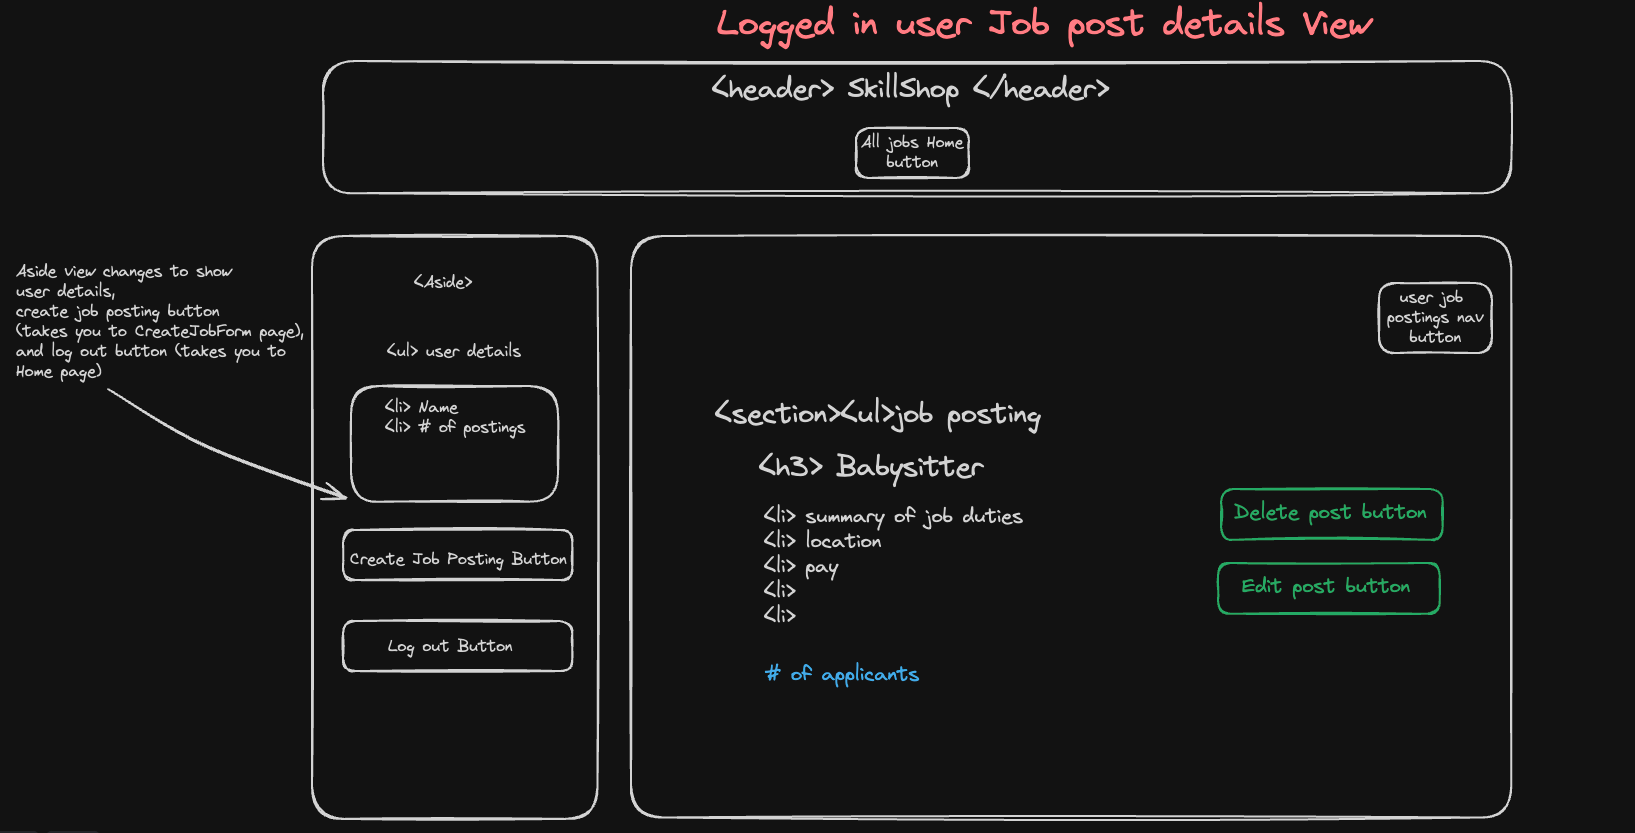 Logged in user Job post details View
<header> SkillShop </header>
All jobs Home
button
Aside view changes to show
user details,
create job posting button
(takes you to CreateJobForm page),
and log out button (takes you to
Home page)
<Aside>
<ul> user details
<li> Name
<li> # of postings
Create Job Posting Button
Log out Button
user job
postings nav
button
<section><ul>job posting
<h3> Babysitter
<li> summary of job duties
<li> location
<li> pay
<li>
<li>
# of applicants
Delete post button
Edit post button